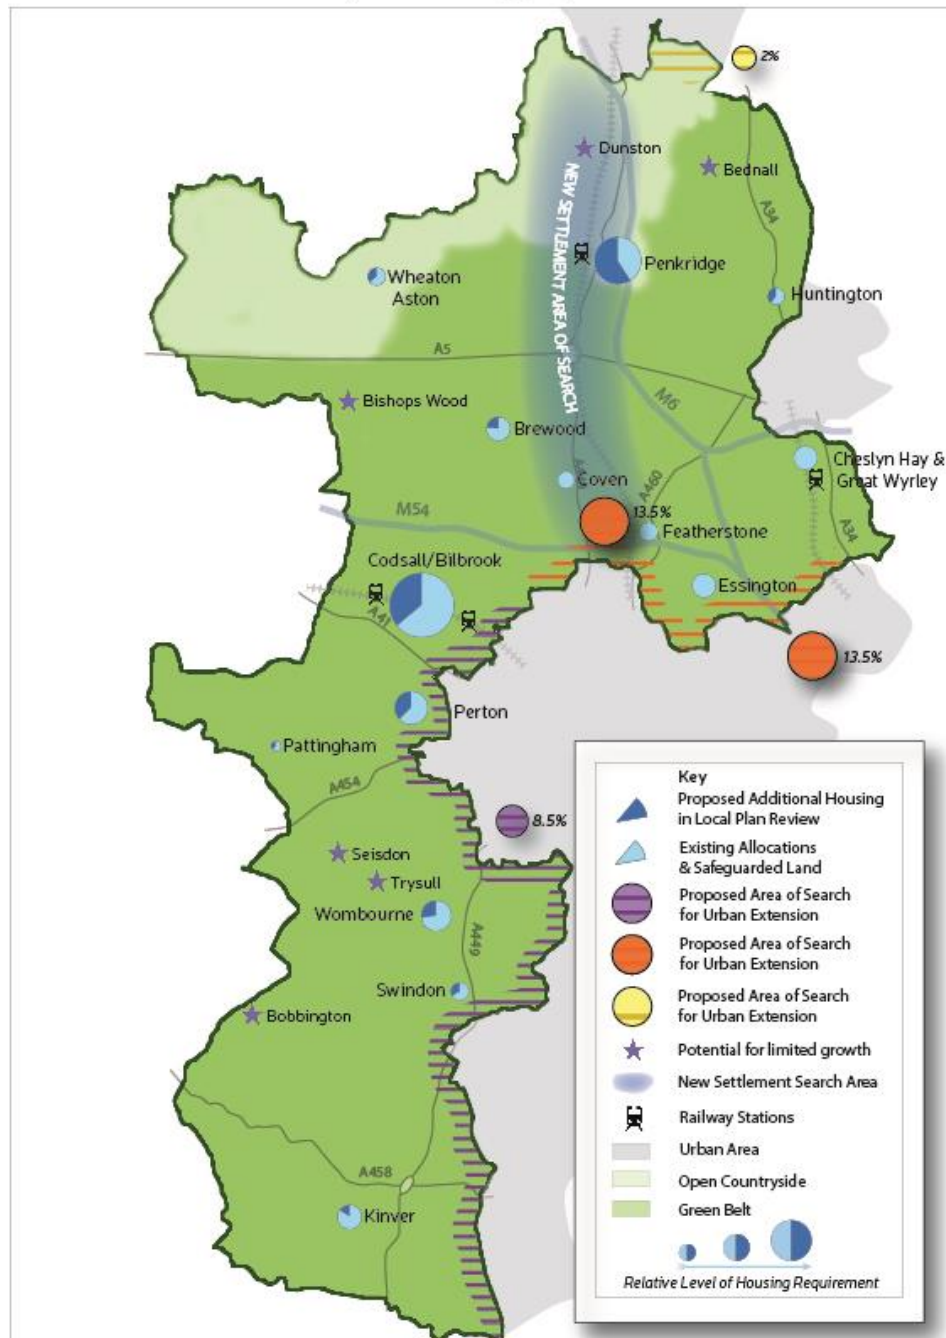 2%
Dunston
Bednall
NEW SETTLEMENT AREA OF SEARCH
A34
Penkridge
Wheaton
Aston
Huntington
A5
Bishops Wood
M6
Brewood
Cheslyn Hay &
Great Wyrley
Coven
A460
M54
13.5%
Featherstone
A34
Codsall/Bilbrook
Essington
A41
13.5%
Perton
Pattingham
A454
8.5%
Seisdon
Trysull
Wombourne
A449
Swindon
Bobbington
A458
Kinver
Key
Proposed Additional Housing
in Local Plan Review
Existing Allocations
& Safeguarded Land
Proposed Area of Search
for Urban Extension
Proposed Area of Search
for Urban Extension
Proposed Area of Search
for Urban Extension
Potential for limited growth
New Settlement Search Area
Railway Stations
Urban Area
Open Countryside
Green Belt
Relative Level of Housing Requirement